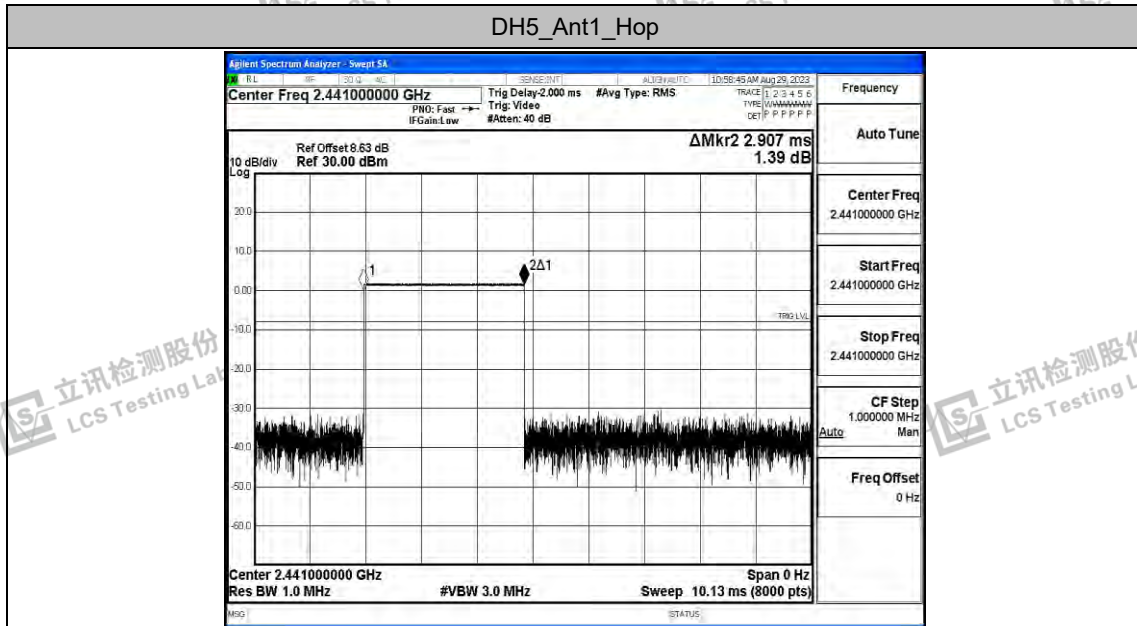 DH5_Ant1_Hop
Agilent Spectrum Analyzer - Swept SA
RL RF 50 Ω AC SENSE:INT ALIGN AUTO 10:58:45 AM Aug 29, 2023
Center Freq 2.441000000 GHz
PNO: Fast
IFGain:Low
Trig Delay-2.000 ms
Trig: Video
#Atten: 40 dB
#Avg Type: RMS
TRACE 1 2 3 4 5 6
TYPE
DET P P P P P P
Frequency
Auto Tune
Center Freq
2.441000000 GHz
Start Freq
2.441000000 GHz
Stop Freq
2.441000000 GHz
CF Step
1.000000 MHz
Auto Man
Freq Offset
0 Hz
ΔMkr2 2.907 ms
1.39 dB
Ref Offset 8.63 dB
10 dB/div Ref 30.00 dBm
Log
20.0
10.0
0.00
-10.0
-20.0
-30.0
-40.0
-50.0
-60.0
1
2Δ1
TRIG LVL
Center 2.441000000 GHz
Span 0 Hz
Res BW 1.0 MHz
#VBW 3.0 MHz
Sweep 10.13 ms (8000 pts)
MSG
STATUS
立讯检测股份
LCS Testing Lab
立讯检测股份
LCS Testing L